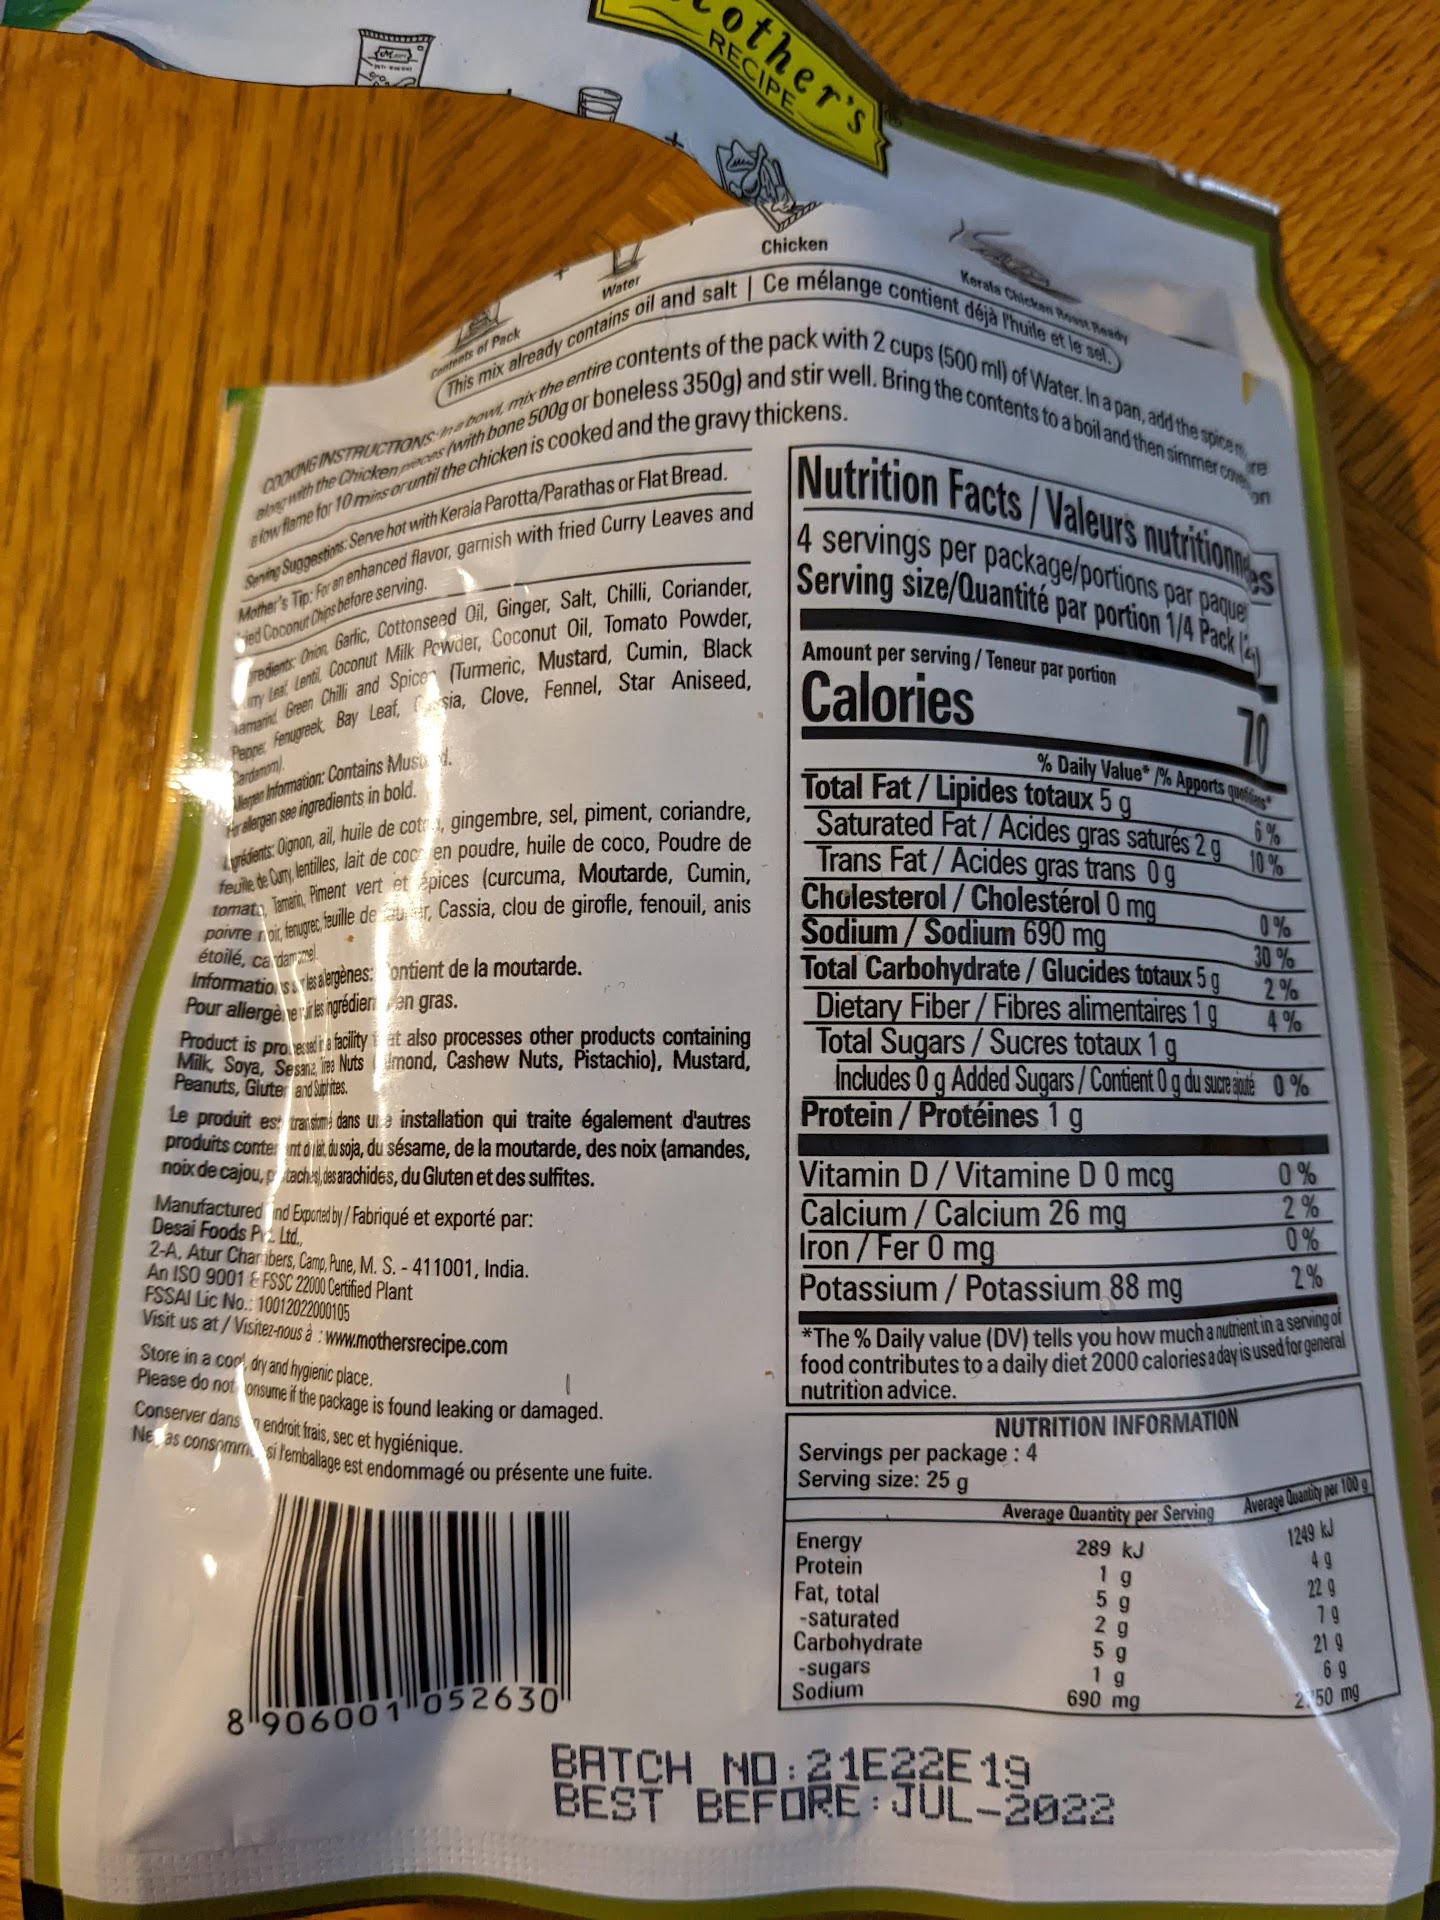 other's
RECIPE
Chicken
Water
Kerala Chicken Roast Ready
Contents of Pack
This mix already contains oil and salt | Ce mélange contient déjà l'huile et le sel.
COOKING INSTRUCTIONS: In a bowl, mix the entire contents of the pack with 2 cups (500 ml) of Water. In a pan, add the spice
along with the Chicken pieces (with bone 500g or boneless 350g) and stir well. Bring the contents to a boil and then simmer on
a low flame for 10 mins or until the chicken is cooked and the gravy thickens.
Serving Suggestions: Serve hot with Kerala Parotta/Parathas or Flat Bread.
Mother's Tip: For an enhanced flavor, garnish with fried Curry Leaves and
Coconut Chips before serving.
Onion, Garlic, Cottonseed Oil, Ginger, Salt, Chilli, Coriander,
Leaf, Lentil, Coconut Milk Powder, Coconut Oil, Tomato Powder,
Tamarind, Green Chilli and Spices (Turmeric, Mustard, Cumin, Black
Pepper, Fenugreek, Bay Leaf, Clove, Fennel, Star Aniseed,
Cardamom).
Allergen Information: Contains
For allergen see ingredients in bold.
Ingrédients: Oignon, ail, huile de gingembre, sel, piment, coriandre,
feuille de Curry, lentilles, lait de coco en poudre, huile de coco, Poudre de
Tamarin, Piment vert et épices (curcuma, Moutarde, Cumin,
poivre noir, fenugrec, feuille de Cassia, clou de girofle, fenouil, anis
étoilé,
les allergènes: de la moutarde.
Pour les en gras.
Product is processed in a facility that also processes other products containing
Milk, Soya, Sesame, Tree Nuts Cashew Nuts, Pistachio), Mustard,
Peanuts, Gluten and Sulphites.
Le produit est dans une installation qui traite également d'autres
produits du soja, du sésame, de la moutarde, des noix (amandes,
noix de cajou, des arachides, du Gluten et des sulfites.
Manufactured and Exported by / Fabriqué et exporté par:
Desai Foods Ltd.,
2-A, Atur Chambers, Camp, Pune, M. S. - 411001, India.
An ISO 9001 & FSSC 22000 Certified Plant
FSSAI Lic No.: 10012022000105
Visit us at / Visitez-nous à : www.mothersrecipe.com
Store in a cool, dry and hygienic place.
Please do not consume if the package is found leaking or damaged.
Conserver dans endroit frais, sec et hygiénique.
si l'emballage est endommagé ou présente une fuite.
8 906001 052630
Nutrition Facts / Valeurs
4 servings per package/portions par
Serving size/Quantité par portion 1/4 Pack
Amount per serving / Teneur par portion
Calories 70
% Daily Value* /% Apports quotidiens*
Total Fat / Lipides totaux 5 g 6 %
Saturated Fat / Acides gras saturés 2 g 10 %
Trans Fat / Acides gras trans 0 g
Cholesterol / Cholestérol 0 mg 0 %
Sodium / Sodium 690 mg 30 %
Total Carbohydrate / Glucides totaux 5 g 2 %
Dietary Fiber / Fibres alimentaires 1 g 4 %
Total Sugars / Sucres totaux 1 g
Includes 0 g Added Sugars / Contient 0 g du sucre ajouté 0 %
Protein / Protéines 1 g
Vitamin D / Vitamine D 0 mcg 0 %
Calcium / Calcium 26 mg 2 %
Iron / Fer 0 mg 0 %
Potassium / Potassium 88 mg 2 %
*The % Daily value (DV) tells you how much a nutrient in a serving of
food contributes to a daily diet 2000 calories a day is used for general
nutrition advice.
NUTRITION INFORMATION
Servings per package : 4
Serving size: 25 g
Average Quantity per Serving Average Quantity per 100 g
Energy 289 kJ 1249 kJ
Protein 1 g 4 g
Fat, total 5 g 22 g
-saturated 2 g 7 g
Carbohydrate 5 g 21 g
-sugars 1 g 6 g
Sodium 690 mg
BATCH NO:21E22E19
BEST BEFORE:JUL-2022